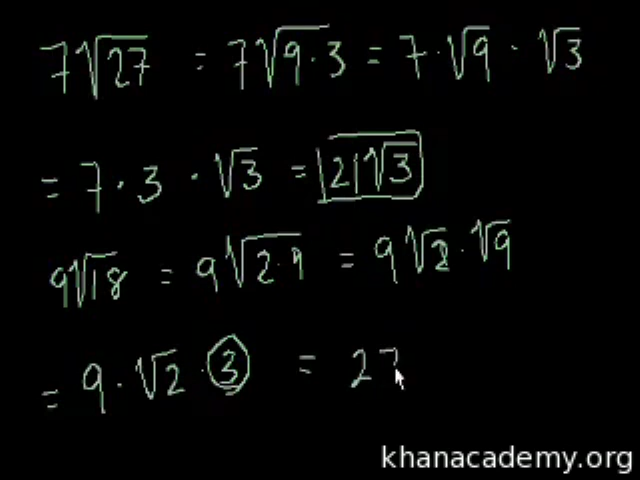 7√27 = 7√9·3 = 7·√9 · √3
= 7 · 3 · √3 = 21√3
9√18 = 9√2·9 = 9√2 · √9
= 9 · √2 · 3 = 27
khanacademy.org